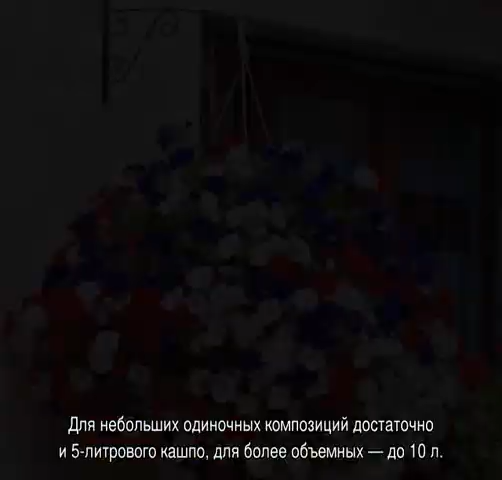 Для небольших одиночных композиций достаточно
и 5-литрового кашпо, для более объемных — до 10 л.